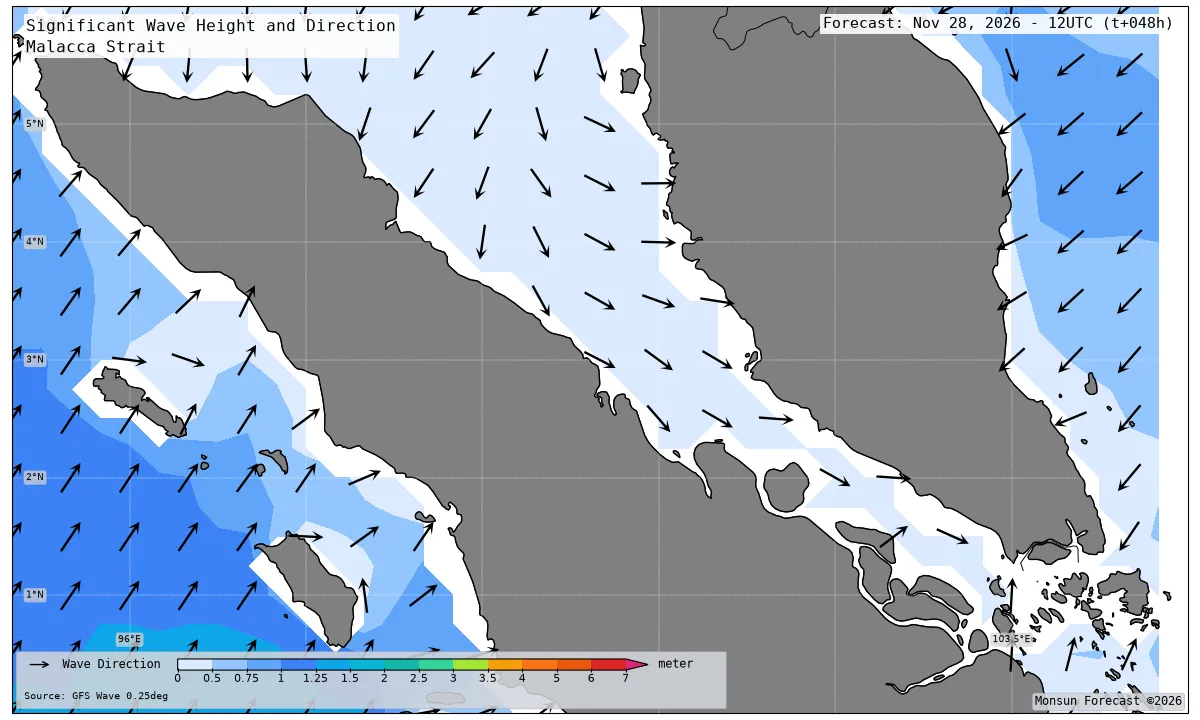 Significant Wave Height and Direction
Malacca Strait
Forecast: Nov 28, 2026 - 12UTC (t+048h)
5°N
4°N
3°N
2°N
1°N
96°E
103.5°E
Wave Direction
meter
0 0.5 0.75 1 1.25 1.5 2 2.5 3 3.5 4 5 6 7
Source: GFS Wave 0.25deg
Monsun Forecast ©2026